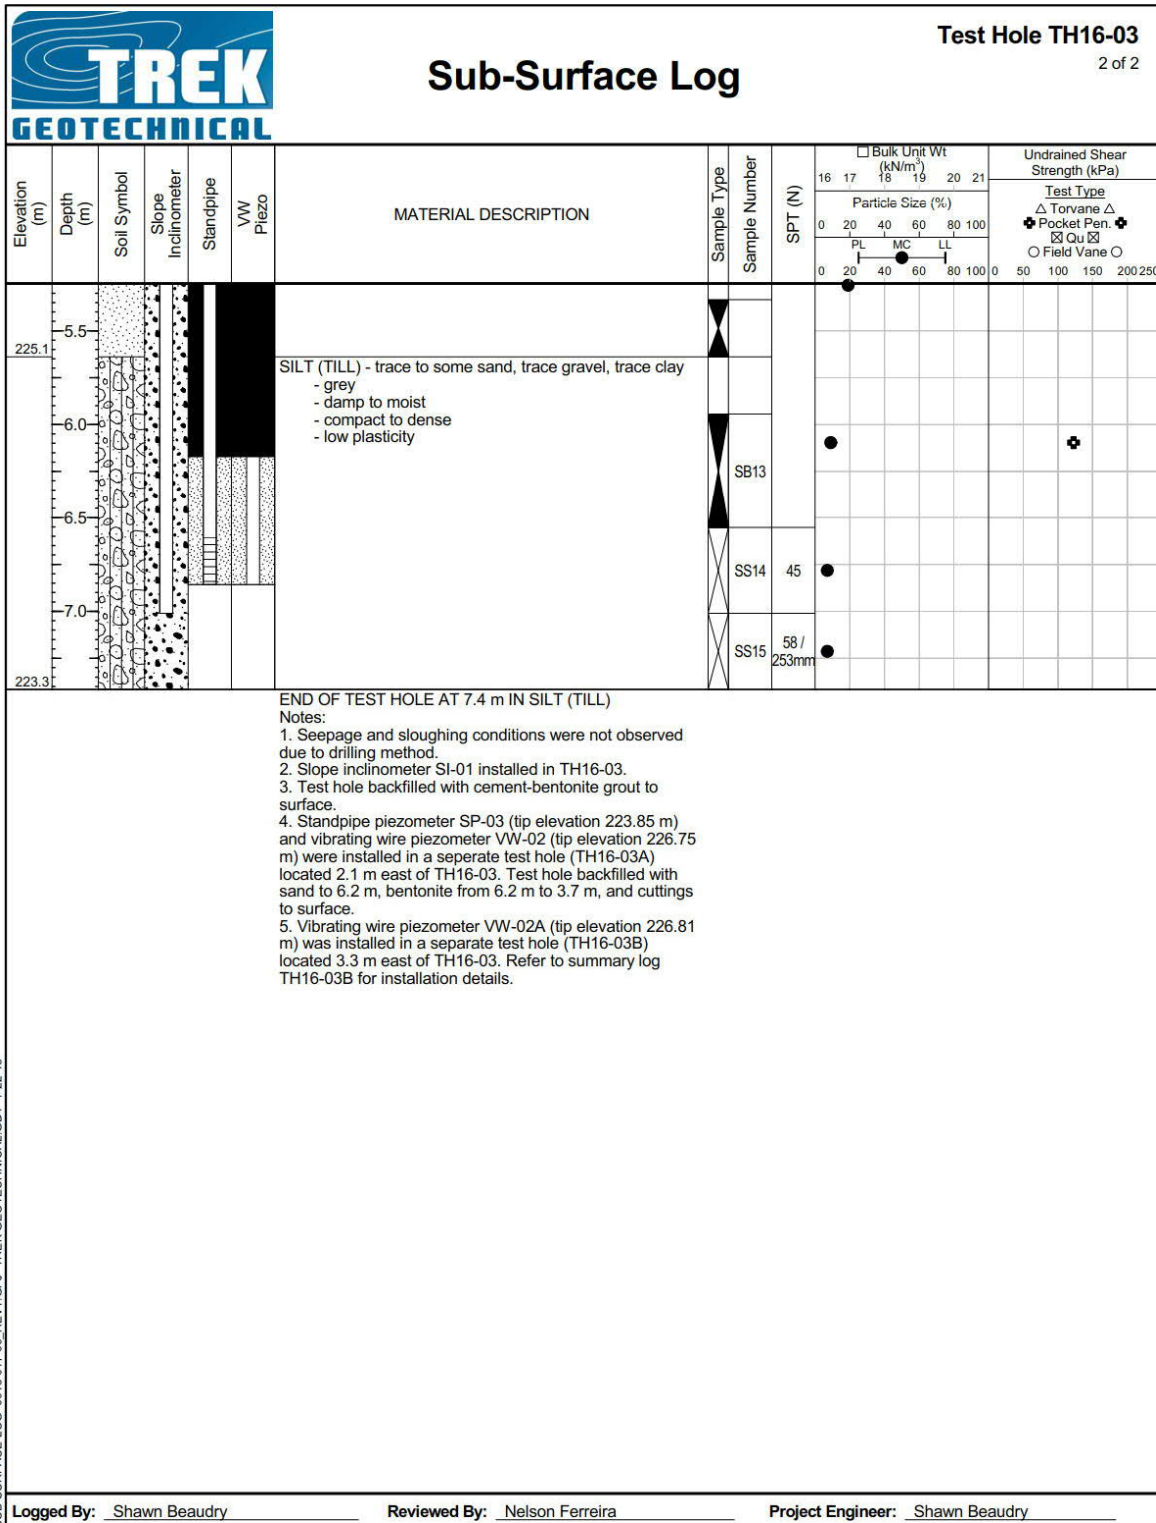 TREK
GEOTECHNICAL
Sub-Surface Log
Test Hole TH16-03
2 of 2
Elevation
(m)
Depth
(m)
Soil Symbol
Slope
Inclinometer
Standpipe
VW
Piezo
MATERIAL DESCRIPTION
Sample Type
Sample Number
SPT (N)
Bulk Unit Wt
(kN/m³)
16 17 18 19 20 21
Particle Size (%)
0 20 40 60 80 100
PL MC LL
0 20 40 60 80 100
Undrained Shear
Strength (kPa)
Test Type
△ Torvane △
Pocket Pen.
☒ Qu ☒
○ Field Vane ○
0 50 100 150 200 250
5.5
225.1
SILT (TILL) - trace to some sand, trace gravel, trace clay
- grey
- damp to moist
- compact to dense
- low plasticity
6.0
SB13
6.5
SS14 45
7.0
SS15 58 /
253mm
223.3
END OF TEST HOLE AT 7.4 m IN SILT (TILL)
Notes:
1. Seepage and sloughing conditions were not observed
due to drilling method.
2. Slope inclinometer SI-01 installed in TH16-03.
3. Test hole backfilled with cement-bentonite grout to
surface.
4. Standpipe piezometer SP-03 (tip elevation 223.85 m)
and vibrating wire piezometer VW-02 (tip elevation 226.75
m) were installed in a seperate test hole (TH16-03A)
located 2.1 m east of TH16-03. Test hole backfilled with
sand to 6.2 m, bentonite from 6.2 m to 3.7 m, and cuttings
to surface.
5. Vibrating wire piezometer VW-02A (tip elevation 226.81
m) was installed in a separate test hole (TH16-03B)
located 3.3 m east of TH16-03. Refer to summary log
TH16-03B for installation details.
Logged By: Shawn Beaudry
Reviewed By: Nelson Ferreira
Project Engineer: Shawn Beaudry